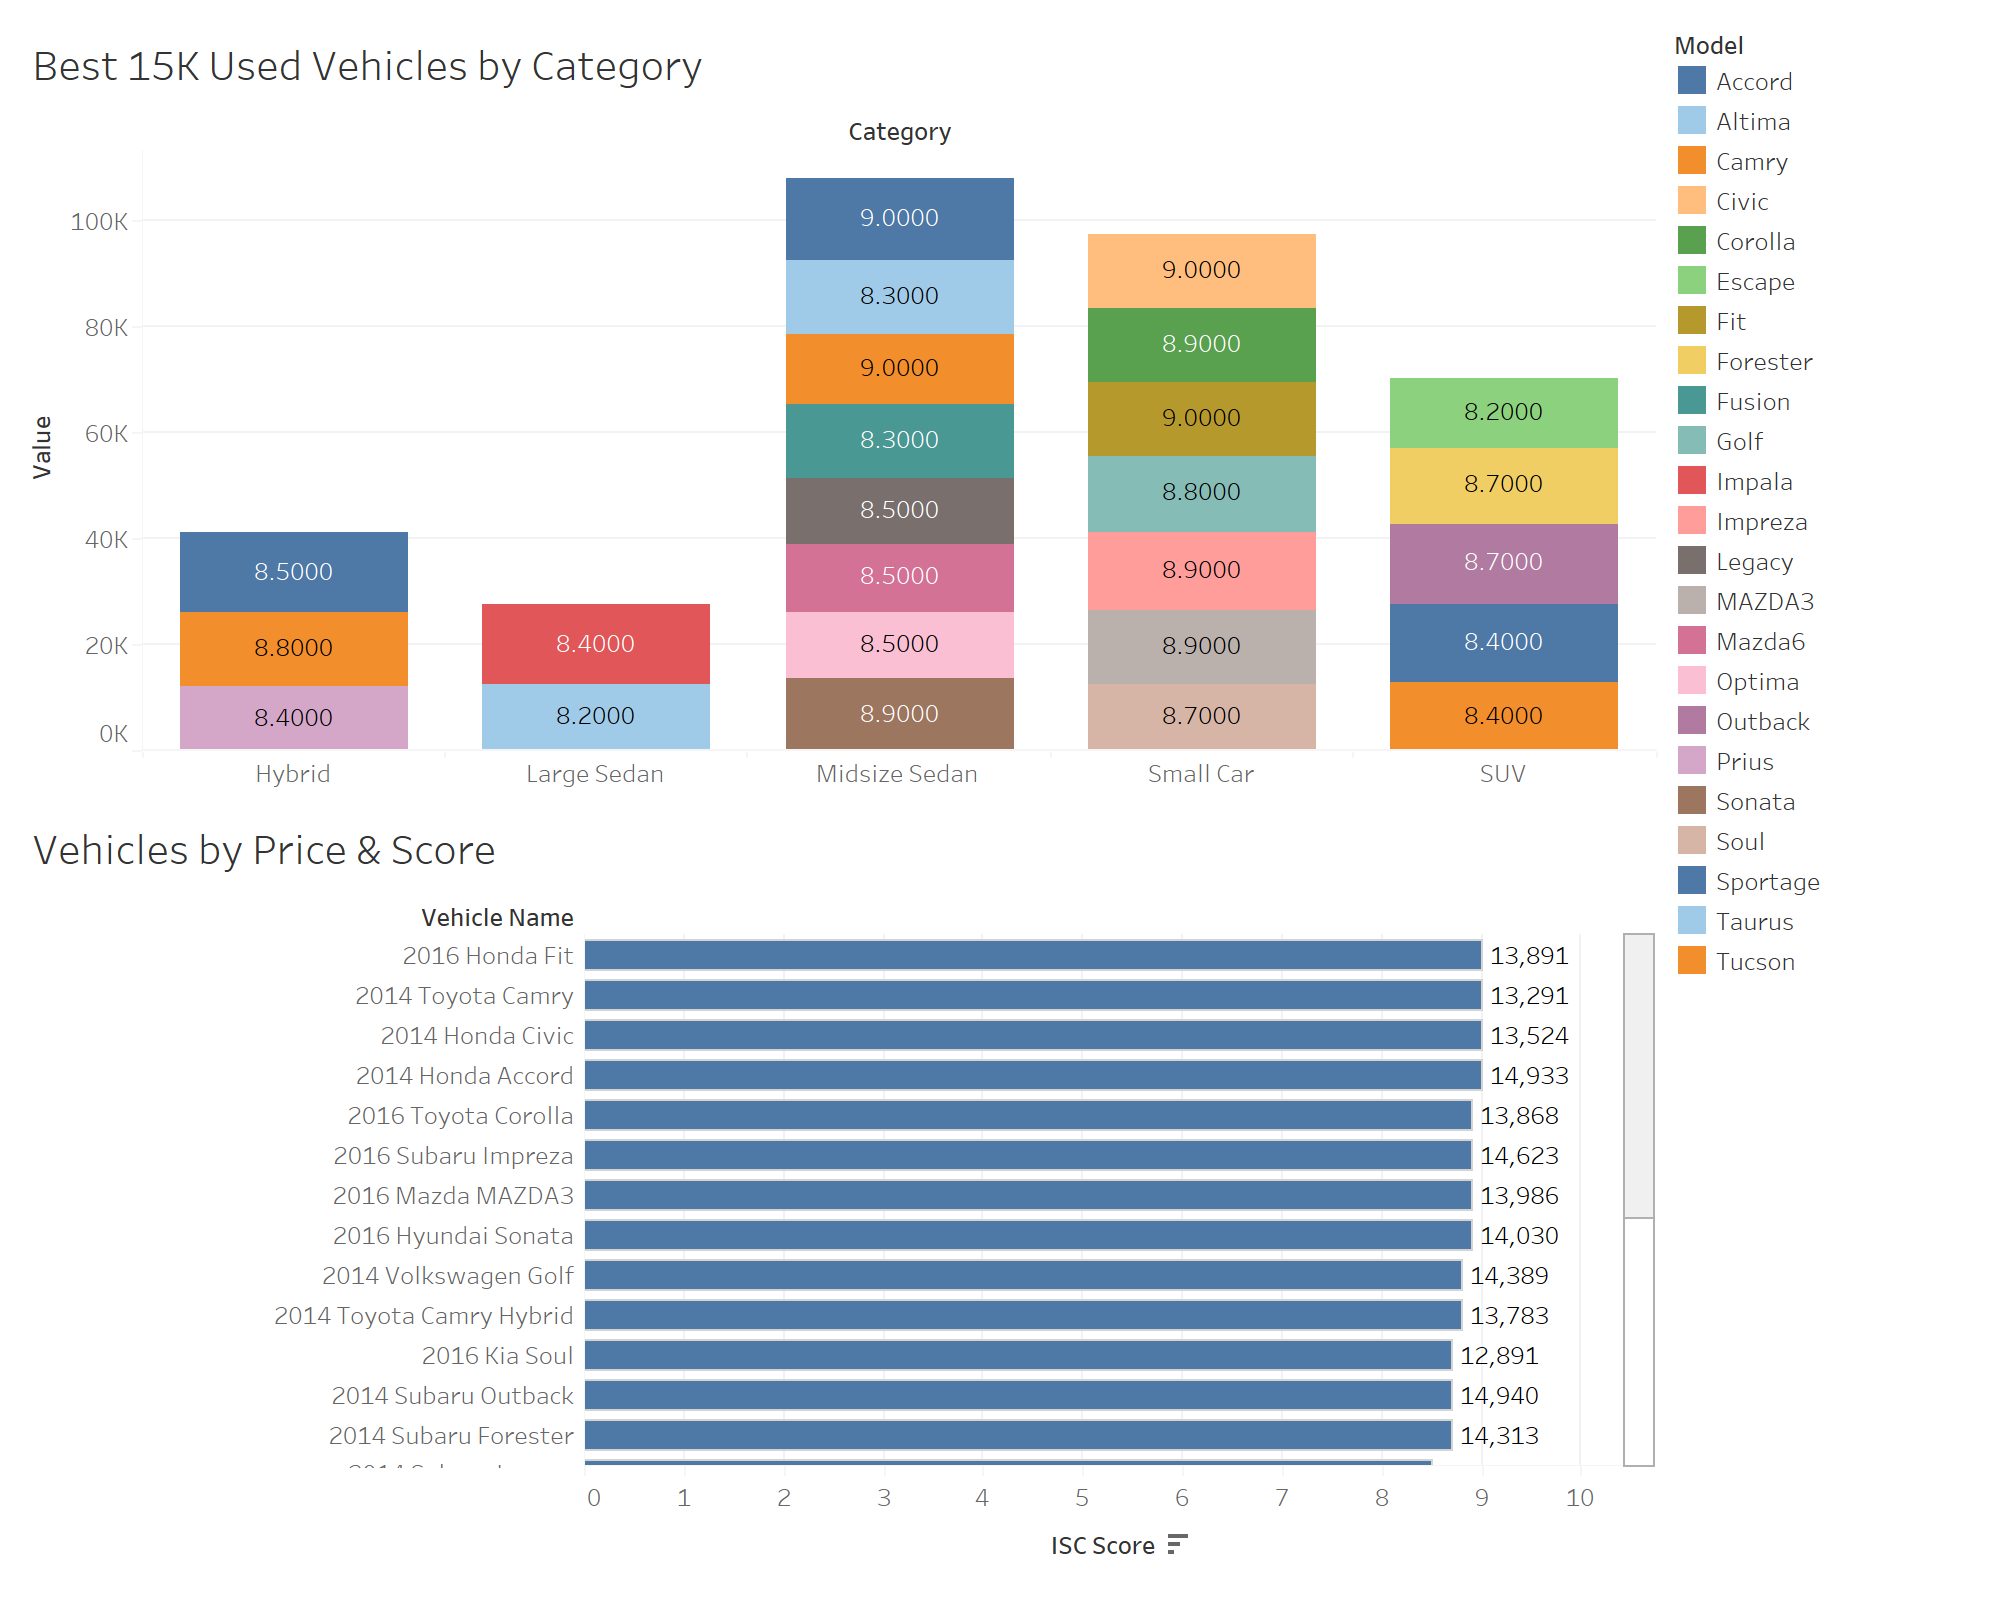 Best 15K Used Vehicles by Category
Category
Value
100K
80K
60K
40K
20K
0K
9.0000
8.3000
9.0000
8.3000
8.5000
8.5000
8.5000
8.9000
9.0000
8.9000
9.0000
8.8000
8.9000
8.9000
8.7000
8.2000
8.7000
8.7000
8.4000
8.4000
8.5000
8.8000
8.4000
8.4000
8.2000
Hybrid
Large Sedan
Midsize Sedan
Small Car
SUV
Model
Accord
Altima
Camry
Civic
Corolla
Escape
Fit
Forester
Fusion
Golf
Impala
Impreza
Legacy
MAZDA3
Mazda6
Optima
Outback
Prius
Sonata
Soul
Sportage
Taurus
Tucson
Vehicles by Price & Score
Vehicle Name
2016 Honda Fit 13,891
2014 Toyota Camry 13,291
2014 Honda Civic 13,524
2014 Honda Accord 14,933
2016 Toyota Corolla 13,868
2016 Subaru Impreza 14,623
2016 Mazda MAZDA3 13,986
2016 Hyundai Sonata 14,030
2014 Volkswagen Golf 14,389
2014 Toyota Camry Hybrid 13,783
2016 Kia Soul 12,891
2014 Subaru Outback 14,940
2014 Subaru Forester 14,313
0 1 2 3 4 5 6 7 8 9 10
ISC Score